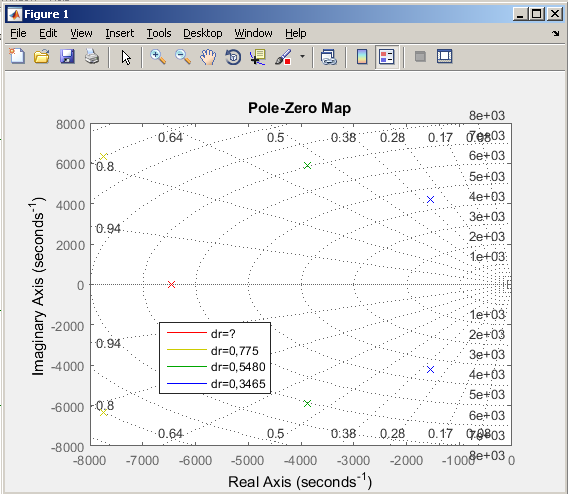 Figure 1
File Edit View Insert Tools Desktop Window Help
Pole-Zero Map
8e+03
8000
0.64 0.5 0.38 0.28 0.17 0.08
7e+03
6e+03
6000
0.8
5e+03
4000
4e+03
3e+03
0.94
2000
2e+03
1e+03
0
-2000
1e+03
2e+03
0.94
-4000
3e+03
4e+03
-6000
0.8
5e+03
6e+03
0.64 0.5 0.38 0.28 0.17 0.08
7e+03
-8000
8e+03
dr=?
dr=0,775
dr=0,5480
dr=0,3465
-8000 -7000 -6000 -5000 -4000 -3000 -2000 -1000 0
Real Axis (seconds⁻¹)
Imaginary Axis (seconds⁻¹)